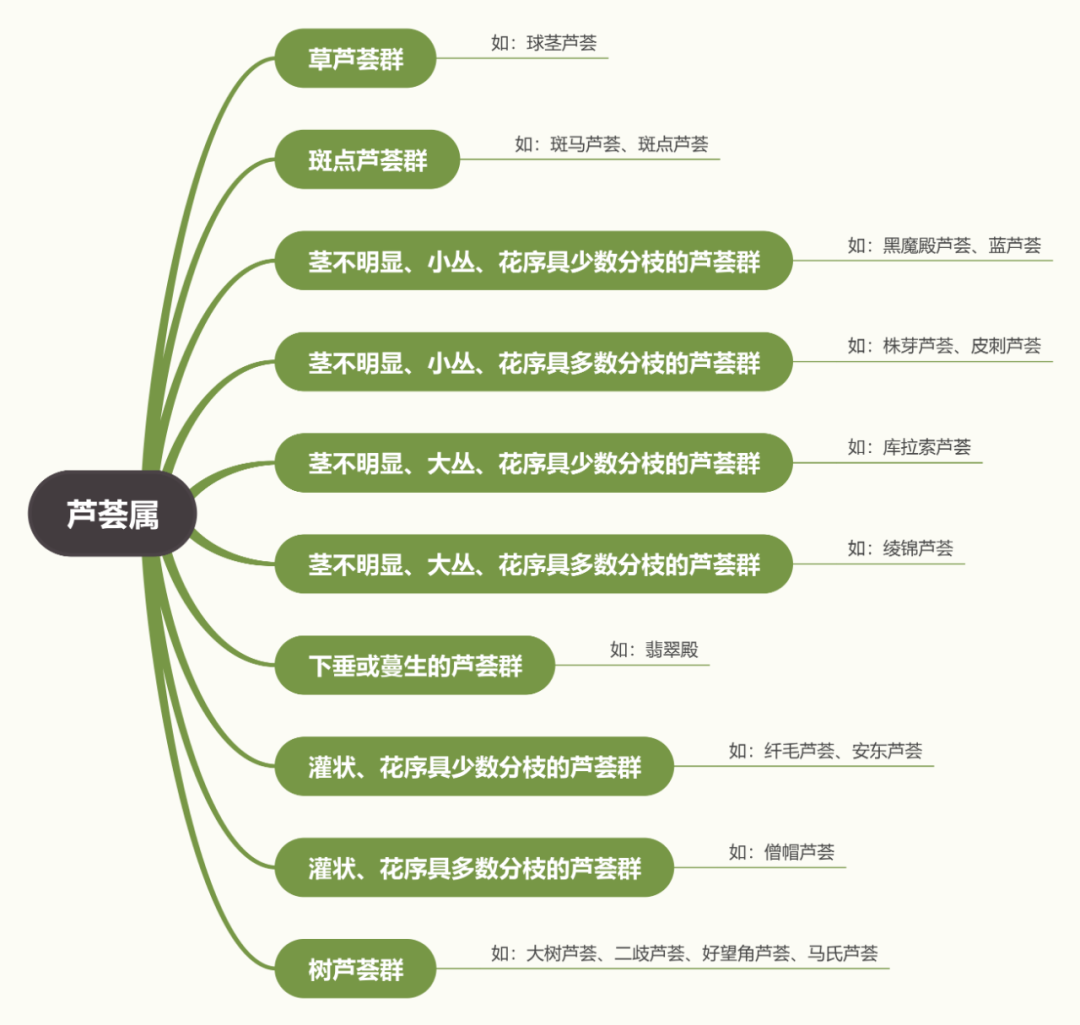 草芦荟群
如：球茎芦荟
斑点芦荟群
如：斑马芦荟、斑点芦荟
茎不明显、小丛、花序具少数分枝的芦荟群
如：黑魔殿芦荟、蓝芦荟
茎不明显、小丛、花序具多数分枝的芦荟群
如：株芽芦荟、皮刺芦荟
茎不明显、大丛、花序具少数分枝的芦荟群
如：库拉索芦荟
芦荟属
茎不明显、大丛、花序具多数分枝的芦荟群
如：绫锦芦荟
下垂或蔓生的芦荟群
如：翡翠殿
灌状、花序具少数分枝的芦荟群
如：纤毛芦荟、安东芦荟
灌状、花序具多数分枝的芦荟群
如：僧帽芦荟
树芦荟群
如：大树芦荟、二歧芦荟、好望角芦荟、马氏芦荟